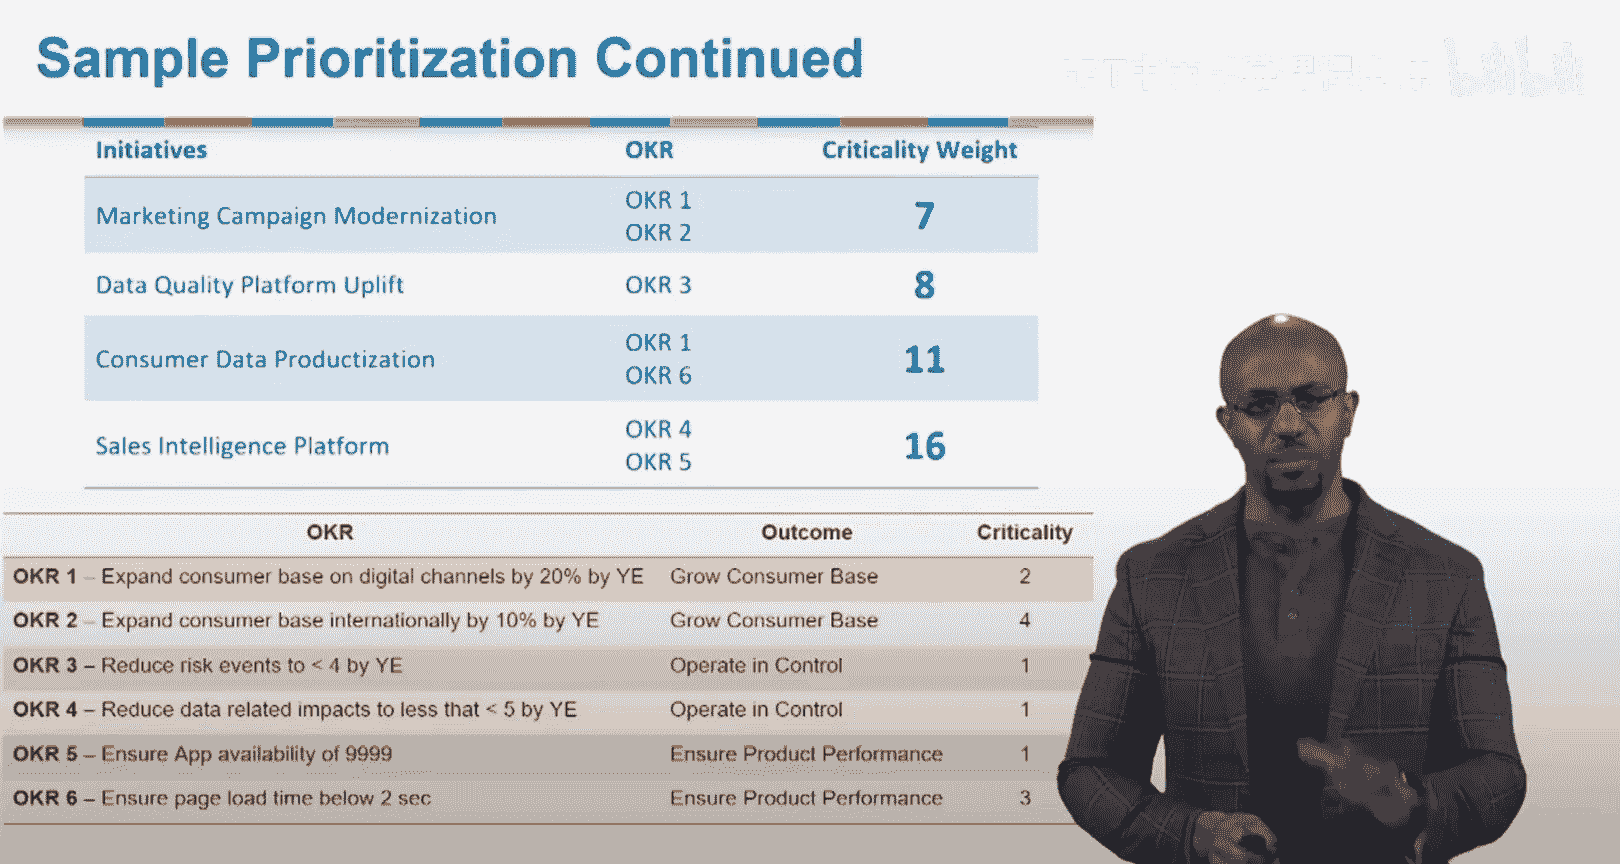 Sample Prioritization Continued
Initiatives OKR Criticality Weight
Marketing Campaign Modernization OKR 1 OKR 2 7
Data Quality Platform Uplift OKR 3 8
Consumer Data Productization OKR 1 OKR 6 11
Sales Intelligence Platform OKR 4 OKR 5 16
OKR Outcome Criticality
OKR 1 – Expand consumer base on digital channels by 20% by YE Grow Consumer Base 2
OKR 2 – Expand consumer base internationally by 10% by YE Grow Consumer Base 4
OKR 3 – Reduce risk events to < 4 by YE Operate in Control 1
OKR 4 – Reduce data related impacts to less that < 5 by YE Operate in Control 1
OKR 5 – Ensure App availability of 9999 Ensure Product Performance 1
OKR 6 – Ensure page load time below 2 sec Ensure Product Performance 3